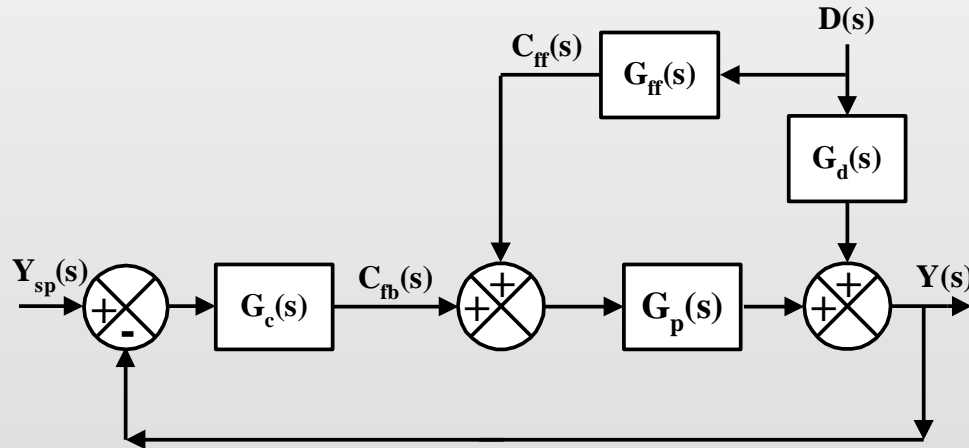 D(s)
C_ff(s)
G_ff(s)
G_d(s)
Y_sp(s)
+
-
G_c(s)
C_fb(s)
+
+
G_p(s)
+
+
Y(s)